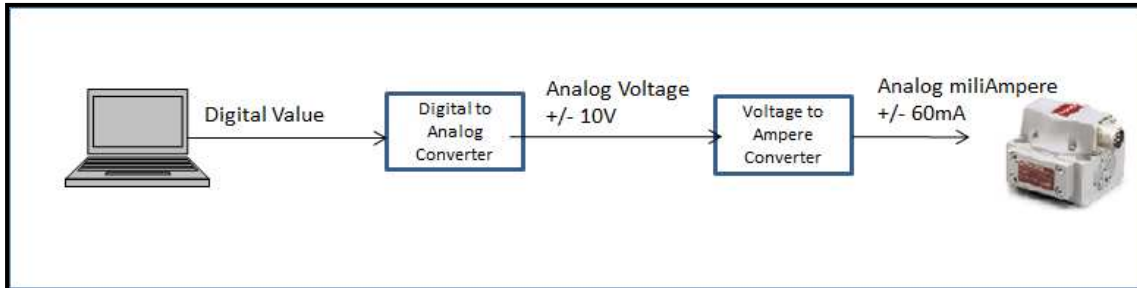 Digital Value
Digital to
Analog
Converter
Analog Voltage
+/- 10V
Voltage to
Ampere
Converter
Analog miliAmpere
+/- 60mA